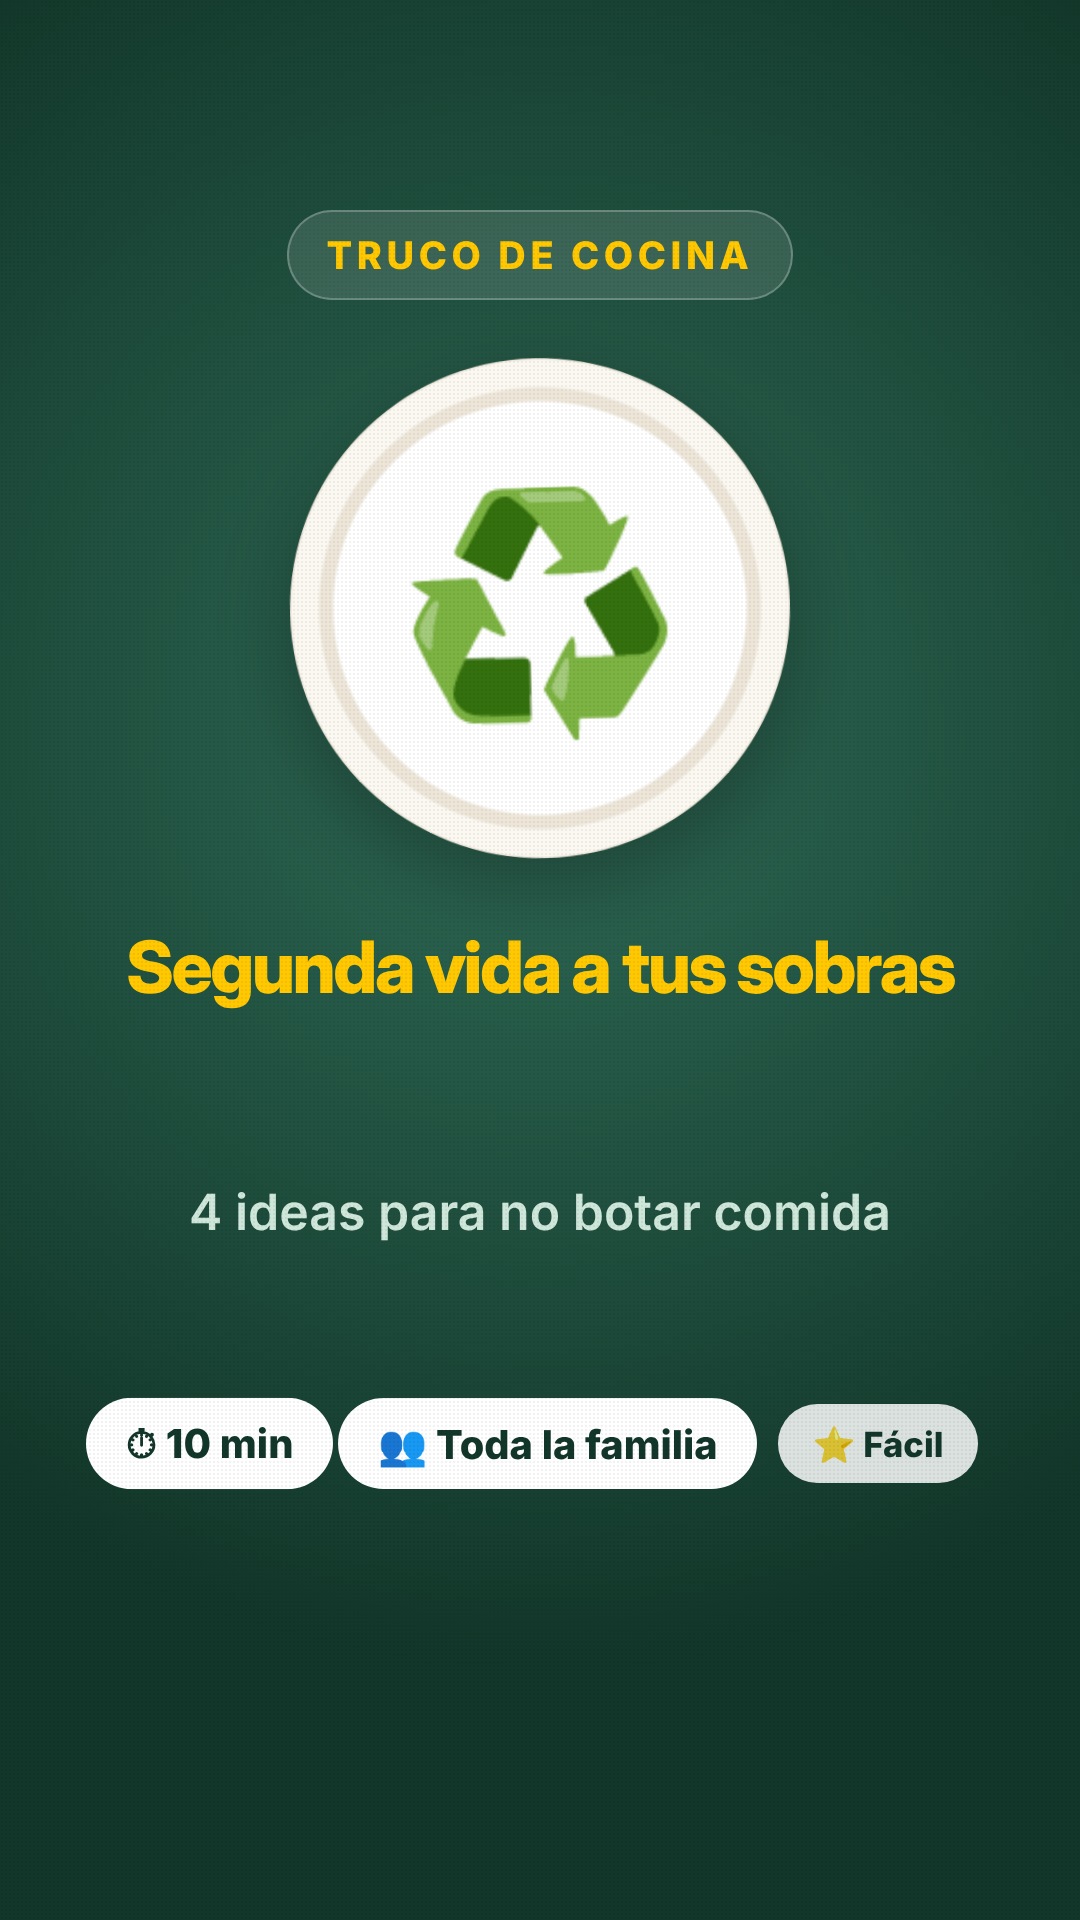 TRUCO DE COCINA
Segunda vida a tus sobras
4 ideas para no botar comida
⏱ 10 min
👥 Toda la familia
⭐ Fácil